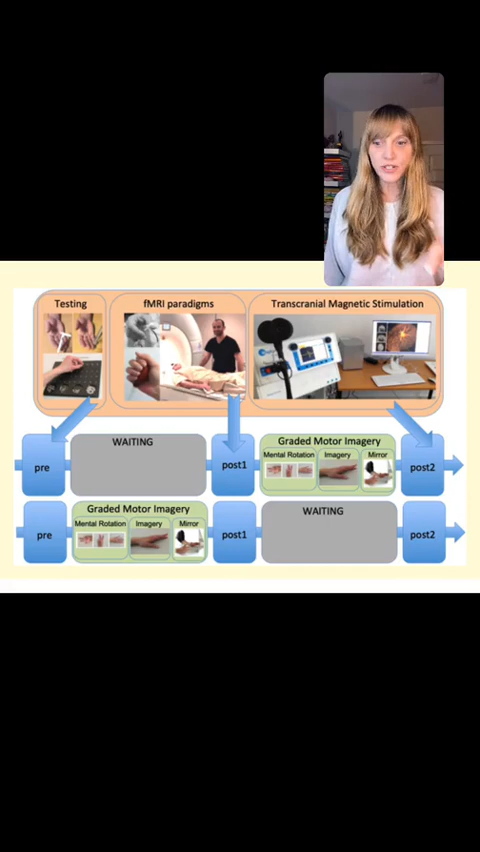 Testing
fMRI paradigms
Transcranial Magnetic Stimulation
pre
WAITING
post1
Graded Motor Imagery
Mental Rotation
Imagery
Mirror
post2
pre
Graded Motor Imagery
Mental Rotation
Imagery
Mirror
post1
WAITING
post2